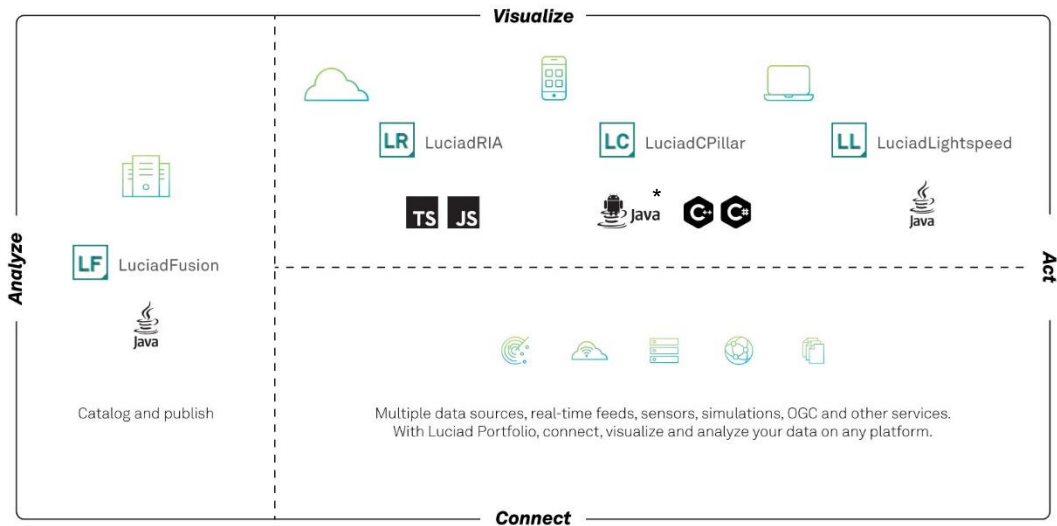 Visualize
LR LuciadRIA
LC LuciadCPillar
LL LuciadLightspeed
TS JS
Java *
C++ C#
Java
Analyze
LF LuciadFusion
Java
Catalog and publish
Act
Multiple data sources, real-time feeds, sensors, simulations, OGC and other services.
With Luciad Portfolio, connect, visualize and analyze your data on any platform.
Connect